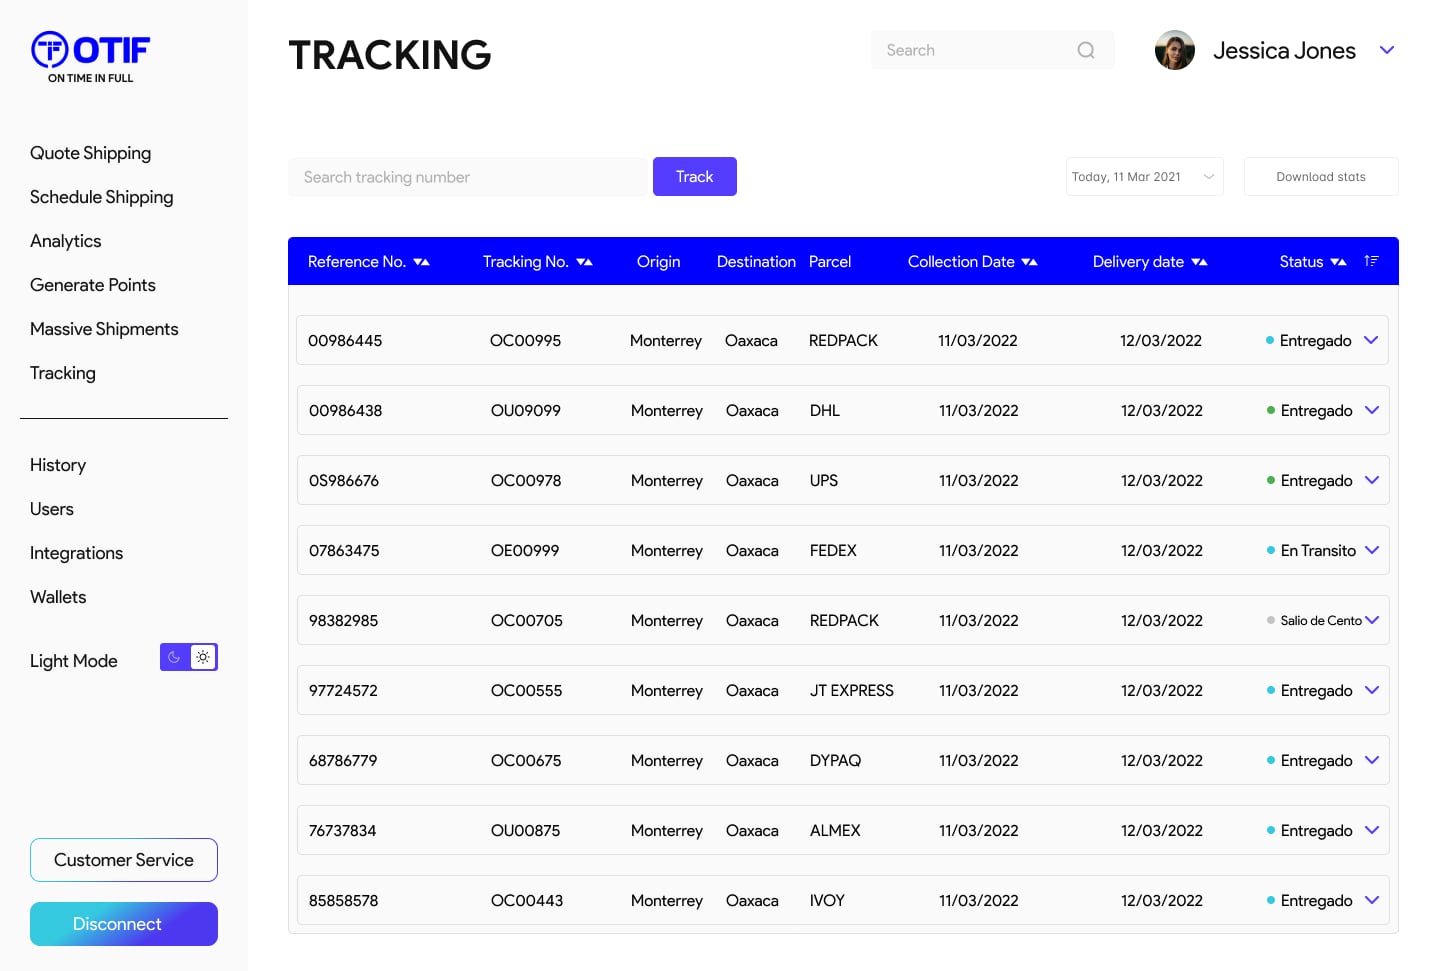 OTIF
ON TIME IN FULL
TRACKING
Search
Jessica Jones
Quote Shipping
Schedule Shipping
Analytics
Generate Points
Massive Shipments
Tracking
History
Users
Integrations
Wallets
Light Mode
Customer Service
Disconnect
Search tracking number
Track
Today, 11 Mar 2021
Download stats
Reference No. Tracking No. Origin Destination Parcel Collection Date Delivery date Status
00986445 OC00995 Monterrey Oaxaca REDPACK 11/03/2022 12/03/2022 Entregado
00986438 OU09099 Monterrey Oaxaca DHL 11/03/2022 12/03/2022 Entregado
0S986676 OC00978 Monterrey Oaxaca UPS 11/03/2022 12/03/2022 Entregado
07863475 OE00999 Monterrey Oaxaca FEDEX 11/03/2022 12/03/2022 En Transito
98382985 OC00705 Monterrey Oaxaca REDPACK 11/03/2022 12/03/2022 Salio de Cento
97724572 OC00555 Monterrey Oaxaca JT EXPRESS 11/03/2022 12/03/2022 Entregado
68786779 OC00675 Monterrey Oaxaca DYPAQ 11/03/2022 12/03/2022 Entregado
76737834 OU00875 Monterrey Oaxaca ALMEX 11/03/2022 12/03/2022 Entregado
85858578 OC00443 Monterrey Oaxaca IVOY 11/03/2022 12/03/2022 Entregado